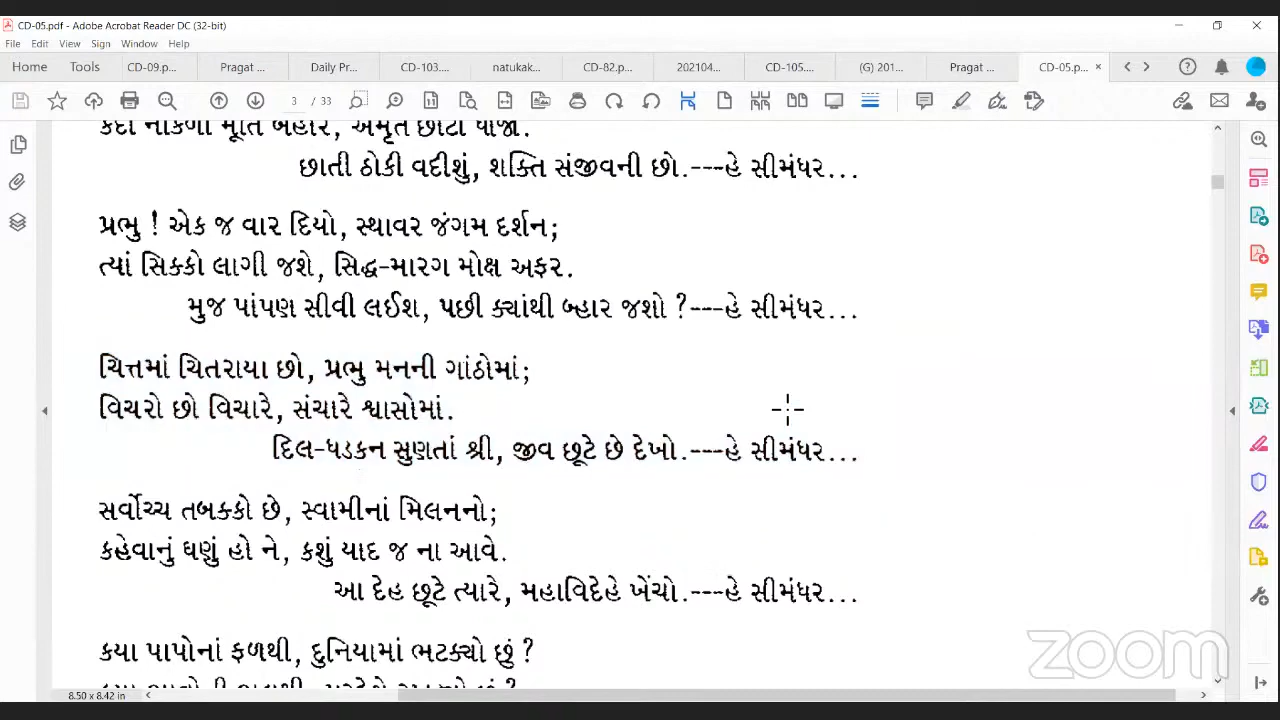 CD-05.pdf - Adobe Acrobat Reader DC (32-bit)
File Edit View Sign Window Help
Home Tools CD-09.p... Pragat ... Daily Pr... CD-103.... natukak... CD-82.p... 202104... CD-105.... (G) 201... Pragat ... CD-05.p... ×
3 / 33
છાતી ઠોકી વદીશું, શક્તિ સંજીવની છો.---હે સીમંધર...
પ્રભુ ! એક જ વાર દિયો, સ્થાવર જંગમ દર્શન;
ત્યાં સિક્કો લાગી જશે, સિદ્ધ-મારગ મોક્ષ અફર.
મુજ પાંપણ સીવી લઈશ, પછી ક્યાંથી બ્હાર જશો ?---હે સીમંધર...
ચિત્તમાં ચિતરાયા છો, પ્રભુ મનની ગાંઠોમાં;
વિચરો છો વિચારે, સંચારે શ્વાસોમાં.
દિલ-ધડકન સુણતાં શ્રી, જીવ છૂટે છે દેખો.---હે સીમંધર...
સર્વોચ્ચ તબક્કો છે, સ્વામીનાં મિલનનો;
કહેવાનું ઘણું હો ને, કશું યાદ જ ના આવે.
આ દેહ છૂટે ત્યારે, મહાવિદેહે ખેંચો.---હે સીમંધર...
કયા પાપોનાં ફળથી, દુનિયામાં ભટક્યો છું ?
8.50 x 8.42 in
zoom